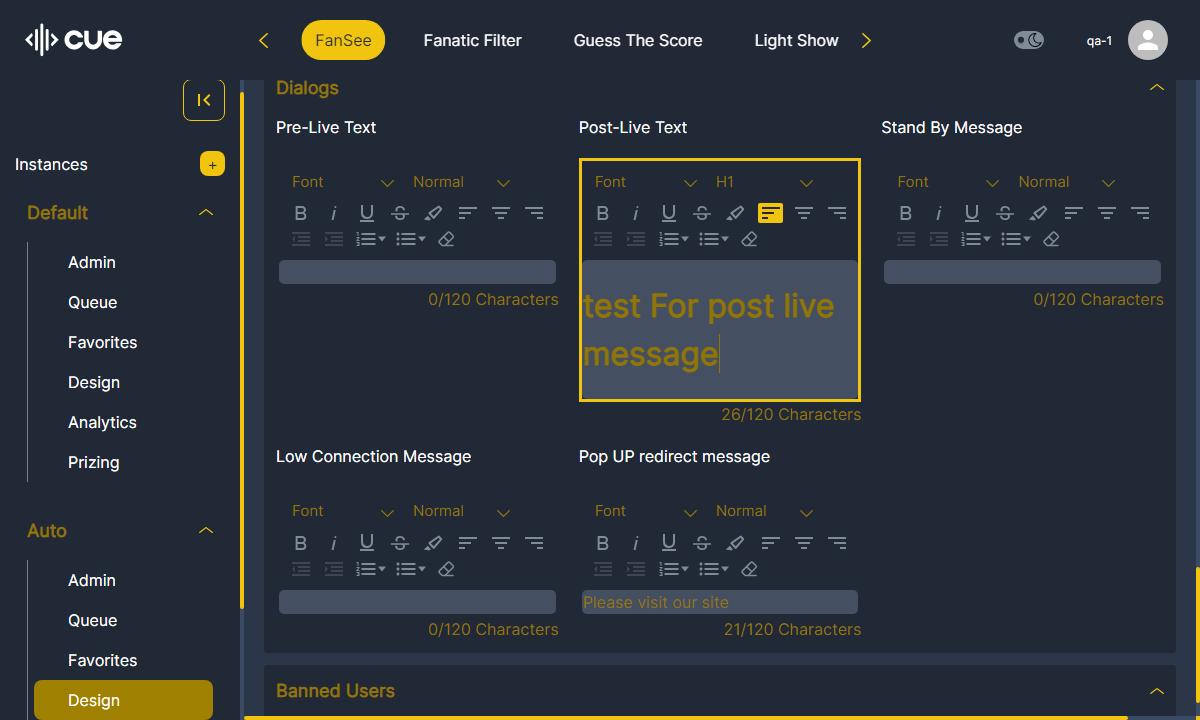 cue
FanSee
Fanatic Filter
Guess The Score
Light Show
qa-1
Instances
+
Default
Admin
Queue
Favorites
Design
Analytics
Prizing
Auto
Admin
Queue
Favorites
Design
Dialogs
Pre-Live Text
Font Normal
B i U S
0/120 Characters
Post-Live Text
Font H1
B i U S
test For post live
message
26/120 Characters
Stand By Message
Font Normal
B i U S
0/120 Characters
Low Connection Message
Font Normal
B i U S
0/120 Characters
Pop UP redirect message
Font Normal
B i U S
Please visit our site
21/120 Characters
Banned Users